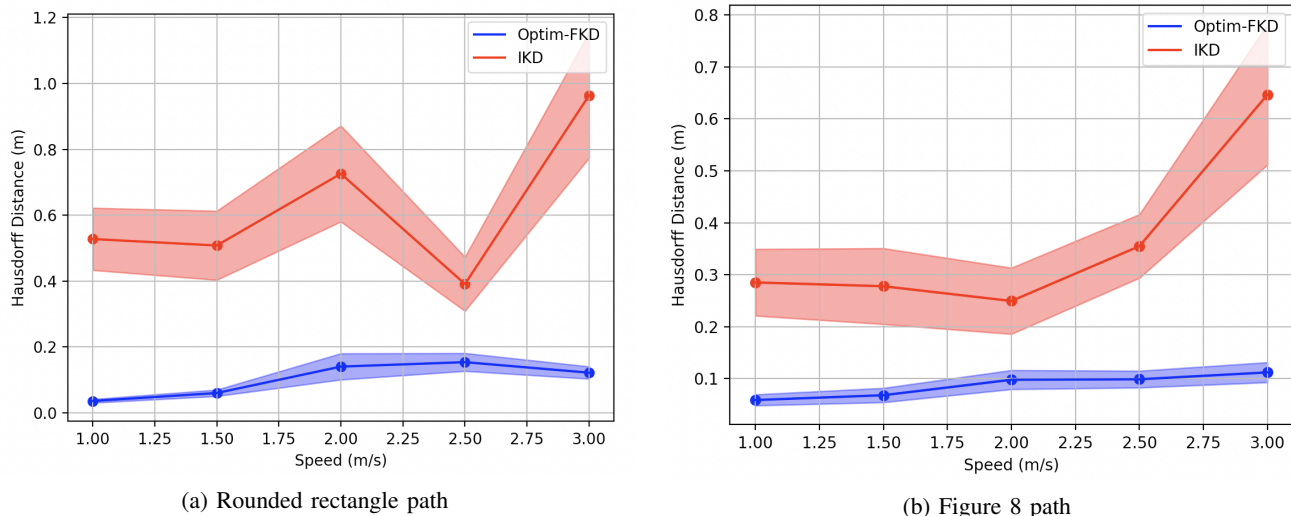 1.2
1.0
0.8
0.6
0.4
0.2
0.0
Hausdorff Distance (m)
Optim-FKD
IKD
1.00 1.25 1.50 1.75 2.00 2.25 2.50 2.75 3.00
Speed (m/s)
(a) Rounded rectangle path
0.8
0.7
0.6
0.5
0.4
0.3
0.2
0.1
Hausdorff Distance (m)
Optim-FKD
IKD
1.00 1.25 1.50 1.75 2.00 2.25 2.50 2.75 3.00
Speed (m/s)
(b) Figure 8 path